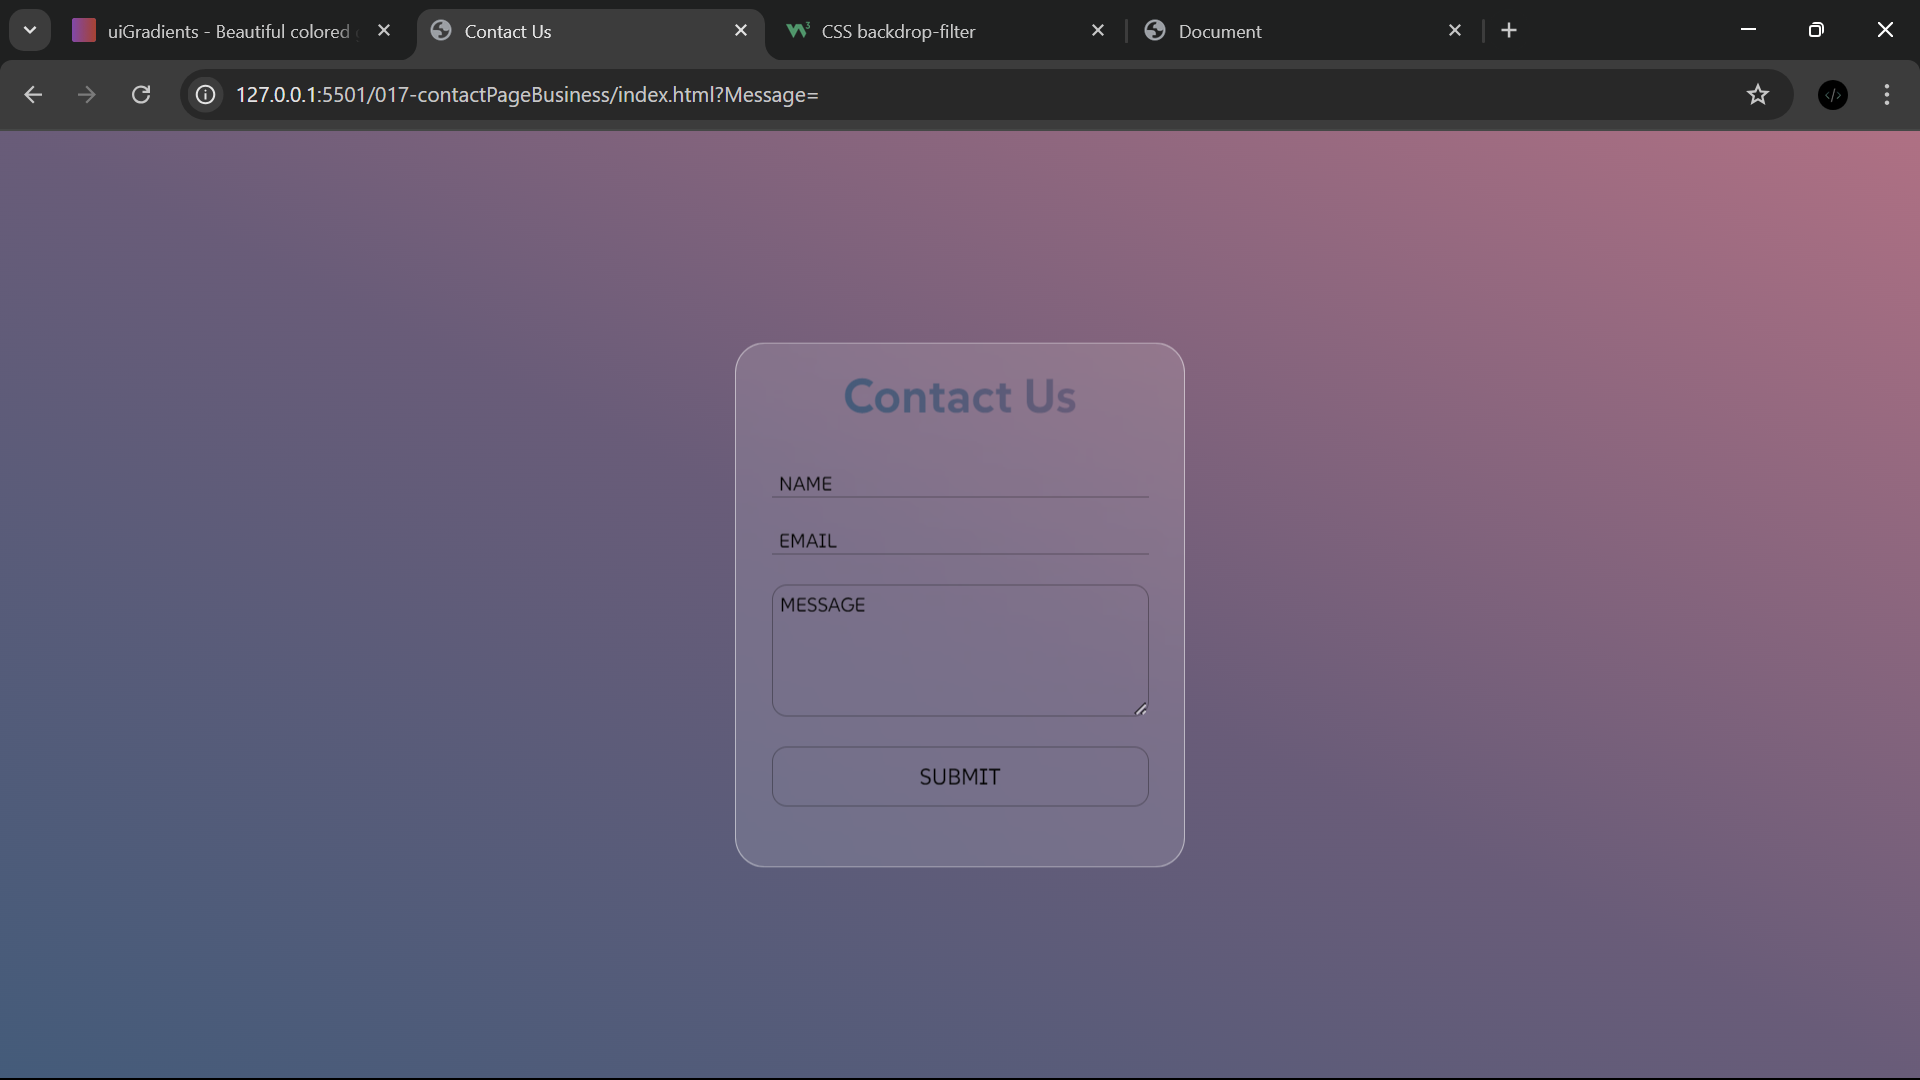 uiGradients - Beautiful colored
Contact Us
CSS backdrop-filter
Document
127.0.0.1:5501/017-contactPageBusiness/index.html?Message=
Contact Us
NAME
EMAIL
MESSAGE
SUBMIT